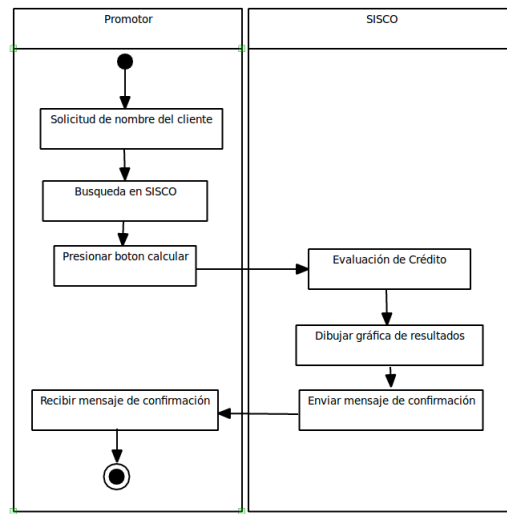 Promotor
SISCO
Solicitud de nombre del cliente
Busqueda en SISCO
Presionar boton calcular
Evaluación de Crédito
Dibujar gráfica de resultados
Enviar mensaje de confirmación
Recibir mensaje de confirmación